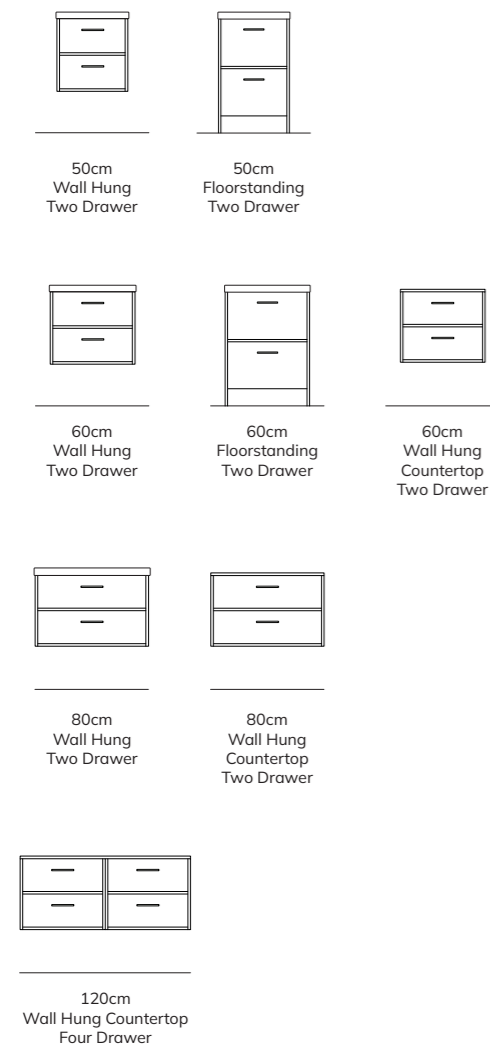 50cm
Wall Hung
Two Drawer
50cm
Floorstanding
Two Drawer
60cm
Wall Hung
Two Drawer
60cm
Floorstanding
Two Drawer
60cm
Wall Hung
Countertop
Two Drawer
80cm
Wall Hung
Two Drawer
80cm
Wall Hung
Countertop
Two Drawer
120cm
Wall Hung Countertop
Four Drawer